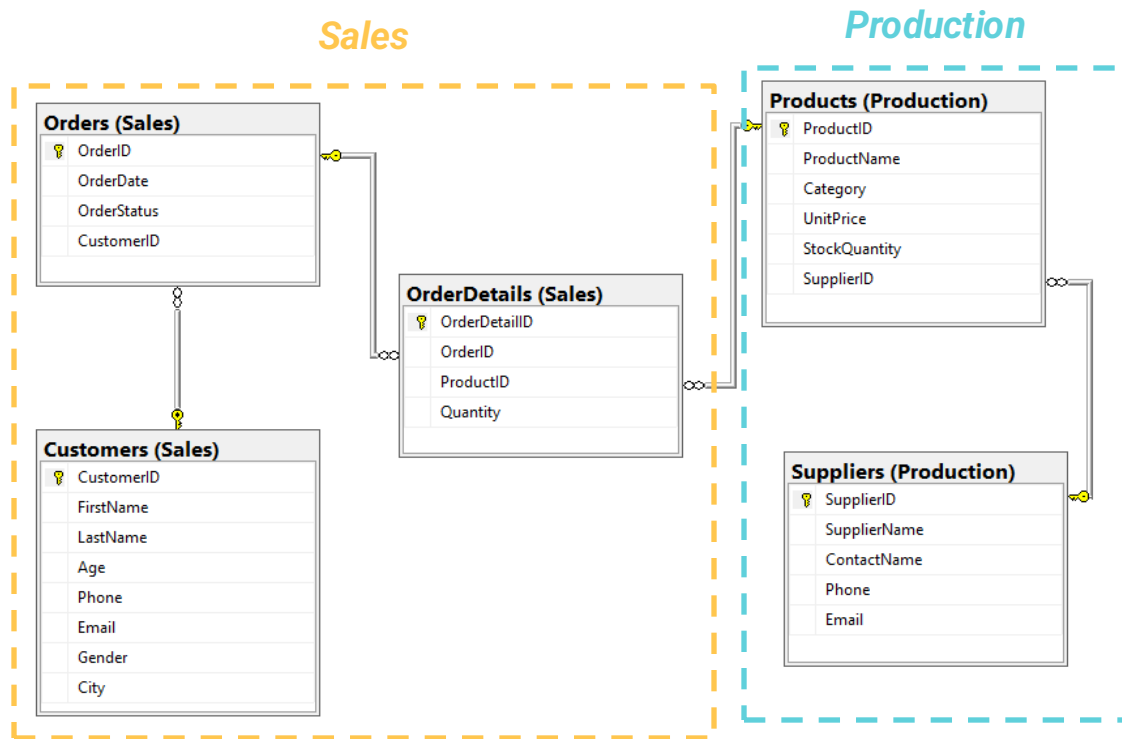 Sales
Production
Orders (Sales)
OrderID
OrderDate
OrderStatus
CustomerID
OrderDetails (Sales)
OrderDetailID
OrderID
ProductID
Quantity
Customers (Sales)
CustomerID
FirstName
LastName
Age
Phone
Email
Gender
City
Products (Production)
ProductID
ProductName
Category
UnitPrice
StockQuantity
SupplierID
Suppliers (Production)
SupplierID
SupplierName
ContactName
Phone
Email